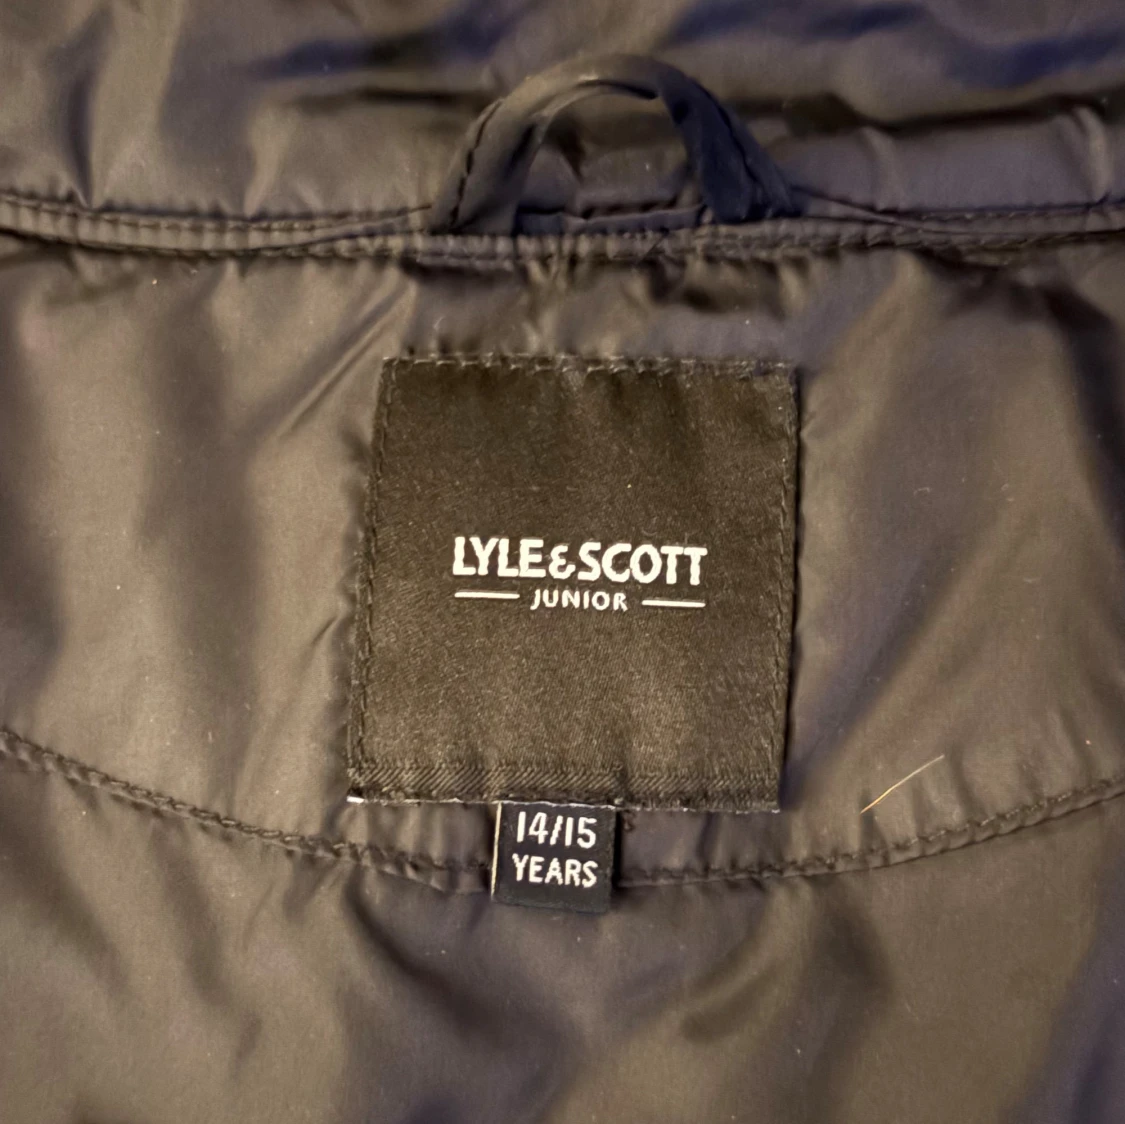 LYLE&SCOTT
JUNIOR
14/15
YEARS